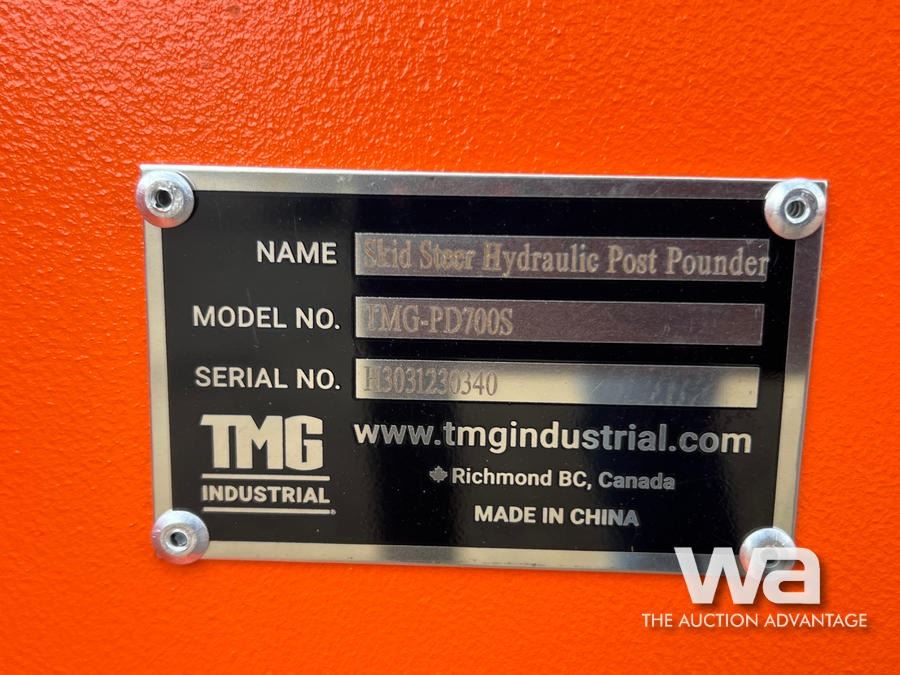 NAME Skid Steer Hydraulic Post Pounder
MODEL NO. TMG-PD700S
SERIAL NO. H3031230340
TMG
INDUSTRIAL
www.tmgindustrial.com
Richmond BC, Canada
MADE IN CHINA
wa
THE AUCTION ADVANTAGE